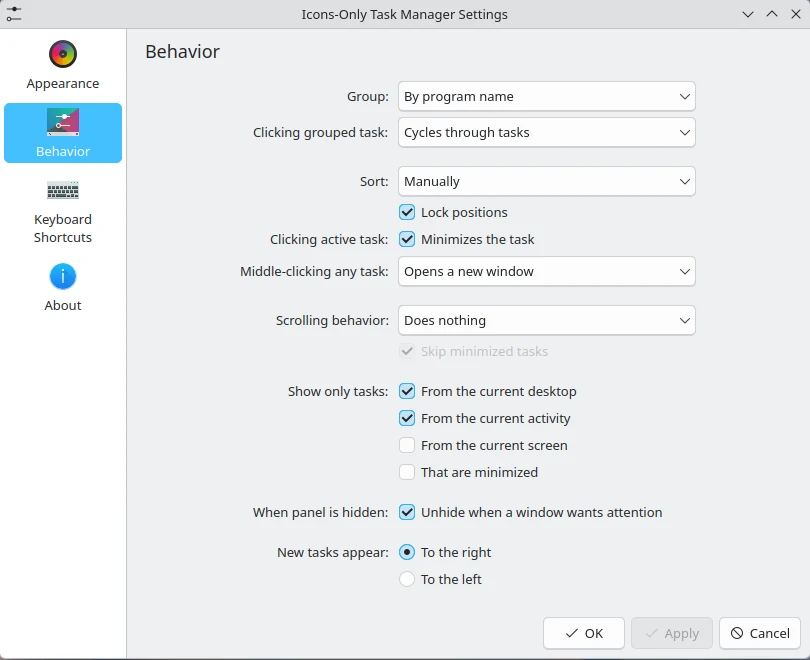 Icons-Only Task Manager Settings
Appearance
Behavior
Keyboard
Shortcuts
About
Behavior
Group: By program name
Clicking grouped task: Cycles through tasks
Sort: Manually
Lock positions
Clicking active task: Minimizes the task
Middle-clicking any task: Opens a new window
Scrolling behavior: Does nothing
Skip minimized tasks
Show only tasks: From the current desktop
From the current activity
From the current screen
That are minimized
When panel is hidden: Unhide when a window wants attention
New tasks appear: To the right
To the left
OK Apply Cancel